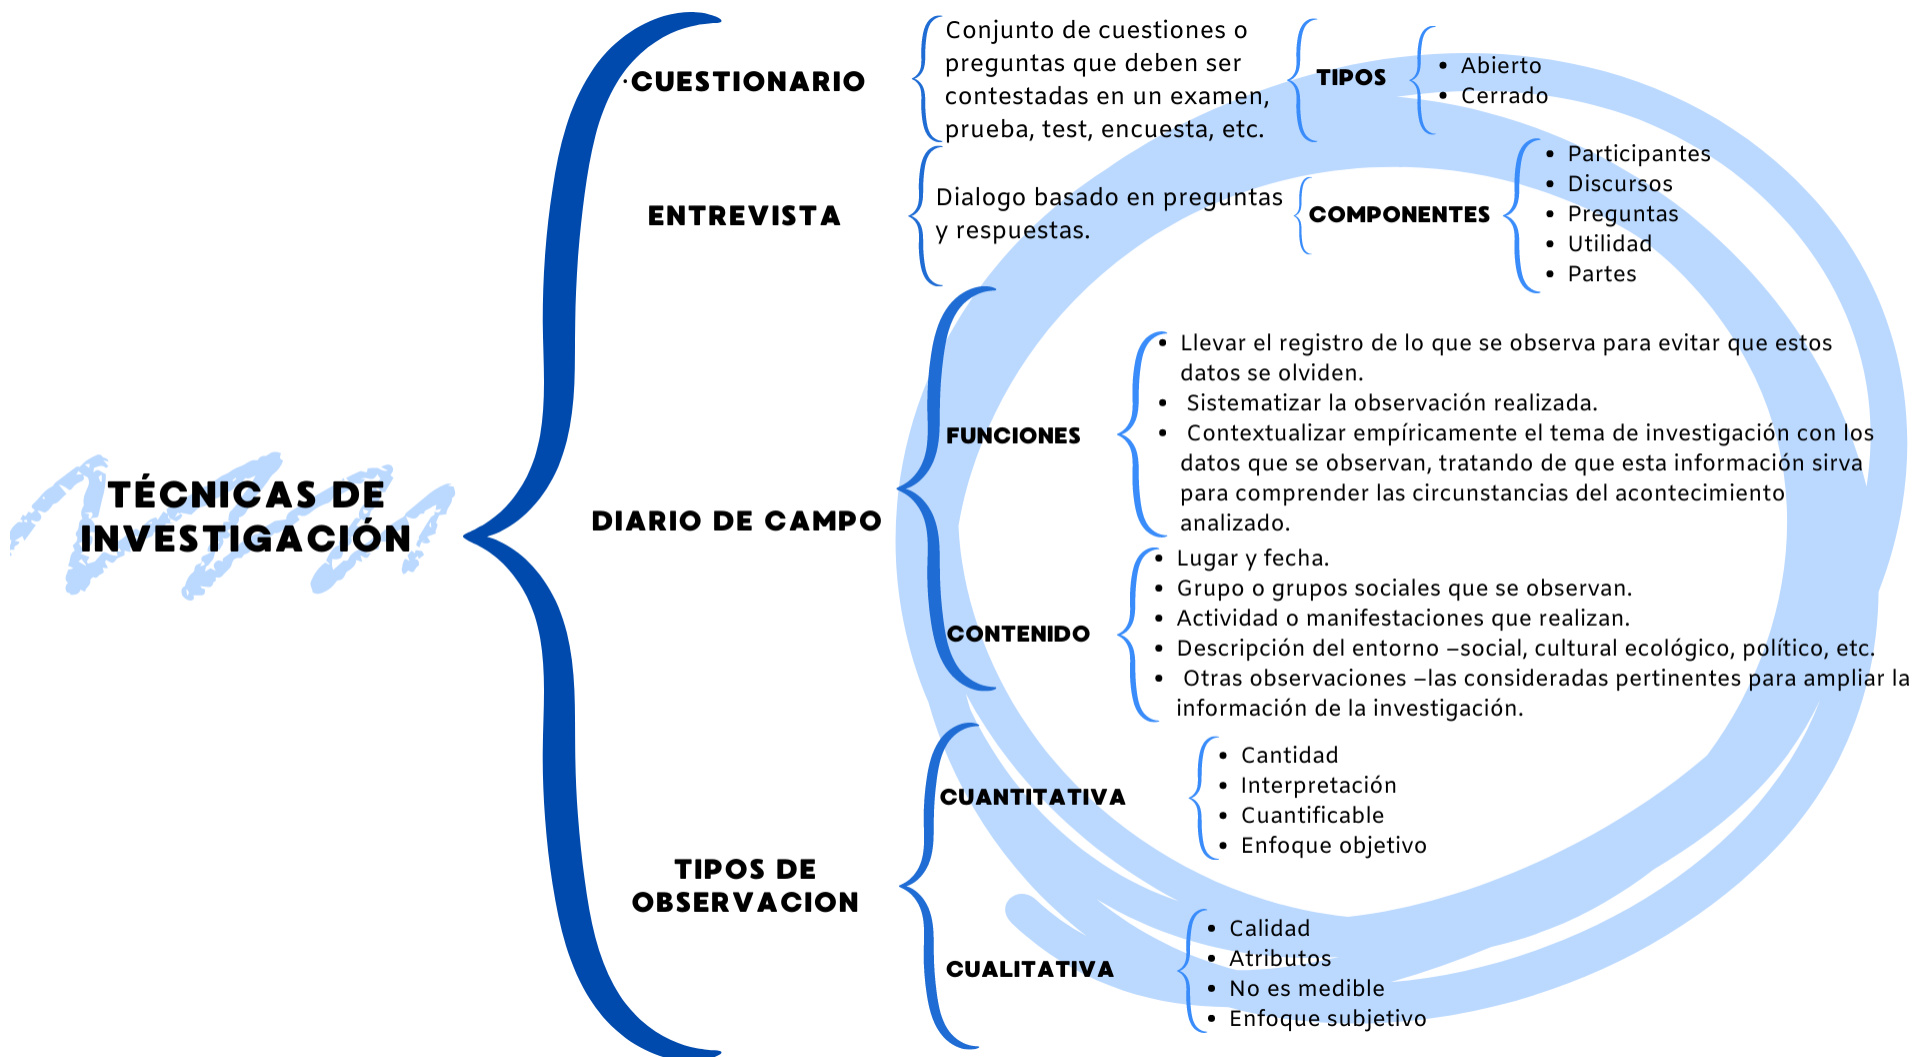 TÉCNICAS DE
INVESTIGACIÓN
·CUESTIONARIO
Conjunto de cuestiones o
preguntas que deben ser
contestadas en un examen,
prueba, test, encuesta, etc.
TIPOS
• Abierto
• Cerrado
ENTREVISTA
Dialogo basado en preguntas
y respuestas.
COMPONENTES
• Participantes
• Discursos
• Preguntas
• Utilidad
• Partes
DIARIO DE CAMPO
FUNCIONES
• Llevar el registro de lo que se observa para evitar que estos
datos se olviden.
• Sistematizar la observación realizada.
• Contextualizar empíricamente el tema de investigación con los
datos que se observan, tratando de que esta información sirva
para comprender las circunstancias del acontecimiento
analizado.
CONTENIDO
• Lugar y fecha.
• Grupo o grupos sociales que se observan.
• Actividad o manifestaciones que realizan.
• Descripción del entorno –social, cultural ecológico, político, etc.
• Otras observaciones –las consideradas pertinentes para ampliar la
información de la investigación.
TIPOS DE
OBSERVACION
CUANTITATIVA
• Cantidad
• Interpretación
• Cuantificable
• Enfoque objetivo
CUALITATIVA
• Calidad
• Atributos
• No es medible
• Enfoque subjetivo